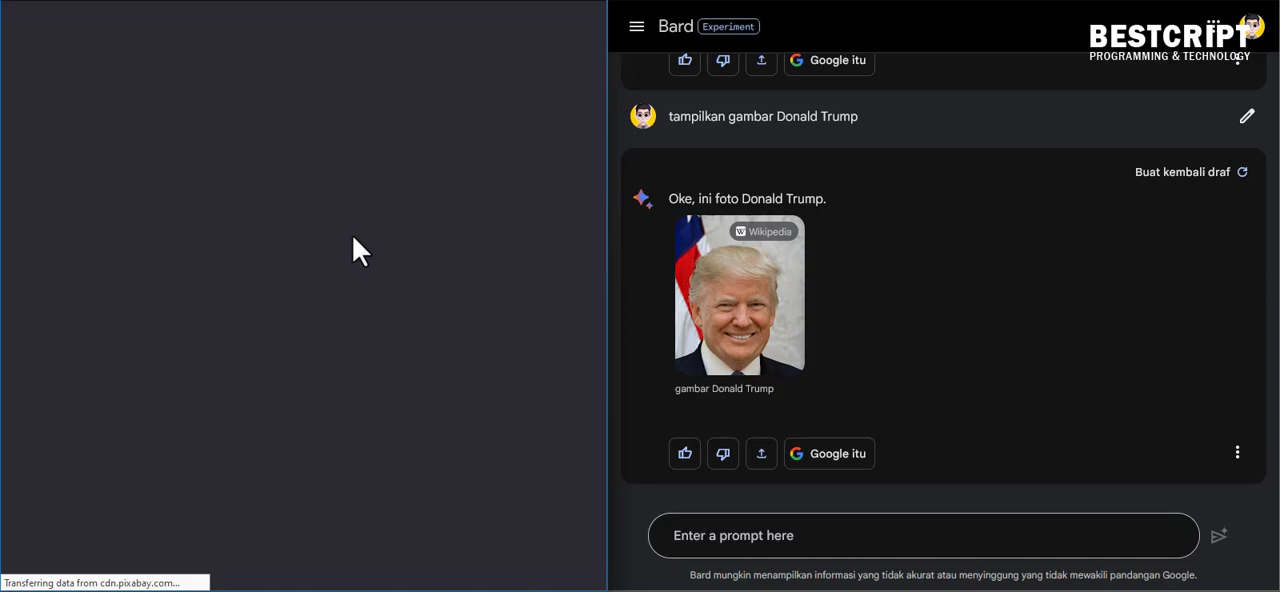 Transferring data from cdn.pixabay.com...
Bard Experiment
BESTCRIPT
PROGRAMMING & TECHNOLOGY
Google itu
tampilkan gambar Donald Trump
Buat kembali draf
Oke, ini foto Donald Trump.
W Wikipedia
gambar Donald Trump
Google itu
Enter a prompt here
Bard mungkin menampilkan informasi yang tidak akurat atau menyinggung yang tidak mewakili pandangan Google.